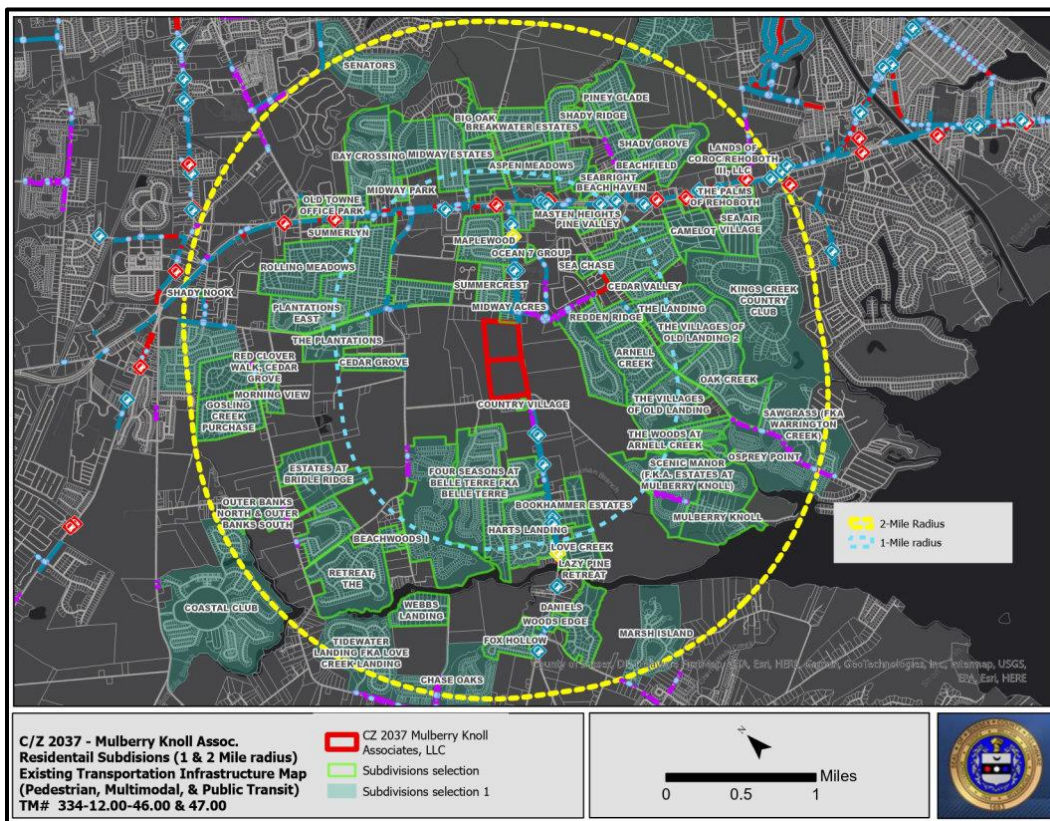 SENATORS
PINEY GLADE
BIG OAK
BREAKWATER ESTATES
SHADY RIDGE
SHADY GROVE
BAY CROSSING
MIDWAY ESTATES
ASPEN MEADOWS
BEACHFIELD
LANDS OF
COROC/REHOBOTH
III, LLC
SEABRIGHT
BEACH HAVEN
MIDWAY PARK
OLD TOWNE
OFFICE PARK
THE PALMS
OF REHOBOTH
MASTEN HEIGHTS
PINE VALLEY
SUMMERLYN
SEA AIR
VILLAGE
CAMELOT
MAPLEWOOD
OCEAN 7 GROUP
ROLLING MEADOWS
SEA CHASE
SUMMERCREST
CEDAR VALLEY
KINGS CREEK
COUNTRY
CLUB
SHADY NOOK
MIDWAY ACRES
THE LANDING
PLANTATIONS
EAST
REDDEN RIDGE
THE VILLAGES OF
OLD LANDING 2
THE PLANTATIONS
RED CLOVER
WALK, CEDAR
GROVE
CEDAR GROVE
ARNELL
CREEK
OAK CREEK
MORNING VIEW
GOSLING
CREEK
PURCHASE
COUNTRY VILLAGE
THE VILLAGES
OF OLD LANDING
SAWGRASS (FKA
WARRINGTON
CREEK)
THE WOODS AT
ARNELL CREEK
OSPREY POINT
ESTATES AT
BRIDLE RIDGE
FOUR SEASONS AT
BELLE TERRE FKA
BELLE TERRE
SCENIC MANOR
(F.K.A. ESTATES AT
MULBERRY KNOLL)
OUTER BANKS
NORTH & OUTER
BANKS SOUTH
BOOKHAMMER ESTATES
MULBERRY KNOLL
HARTS LANDING
BEACHWOODS I
LOVE CREEK
LAZY PINE
RETREAT
RETREAT,
THE
COASTAL CLUB
WEBBS
LANDING
DANIELS
WOODS EDGE
FOX HOLLOW
MARSH ISLAND
TIDEWATER
LANDING FKA LOVE
CREEK LANDING
CHASE OAKS
2-Mile Radius
1-Mile radius
GeoTechnologies, Inc., Intermap, USGS,
EPA, Esri, HERE
C/Z 2037 - Mulberry Knoll Assoc.
Residentail Subdisions (1 & 2 Mile radius)
Existing Transportation Infrastructure Map
(Pedestrian, Multimodal, & Public Transit)
TM# 334-12.00-46.00 & 47.00
CZ 2037 Mulberry Knoll
Associates, LLC
Subdivisions selection
Subdivisions selection 1
N
Miles
0 0.5 1